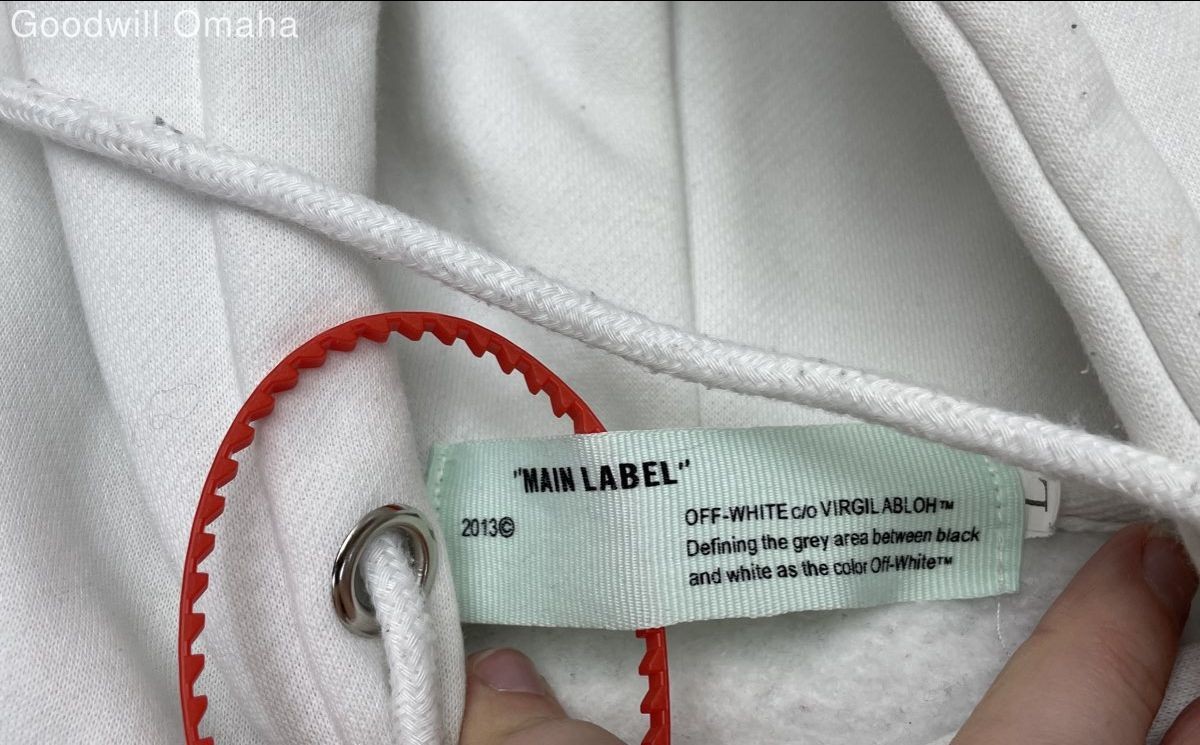 Goodwill Omaha
"MAIN LABEL"
2013©
OFF-WHITE c/o VIRGIL ABLOH™
Defining the grey area between black
and white as the color Off-White™
L